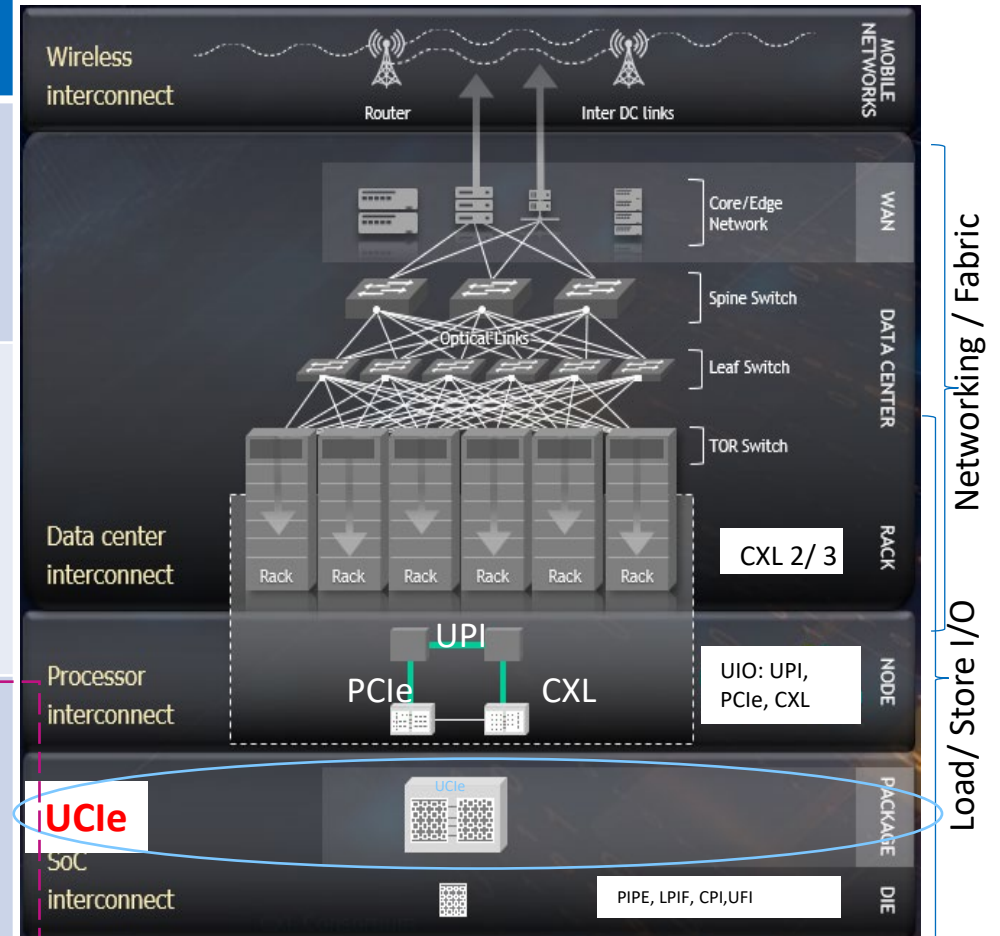 Wireless
interconnect
Router
Inter DC links
MOBILE
NETWORKS
Core/Edge
Network
WAN
Spine Switch
Optical Links
Leaf Switch
DATA CENTER
TOR Switch
Networking / Fabric
Data center
interconnect
Rack
Rack
Rack
Rack
Rack
Rack
CXL 2/ 3
RACK
UPI
Processor
interconnect
PCIe
CXL
UIO: UPI,
PCIe, CXL
NODE
Load/ Store I/O
UCIe
UCIe
PACKAGE
SoC
interconnect
PIPE, LPIF, CPI,UFI
DIE